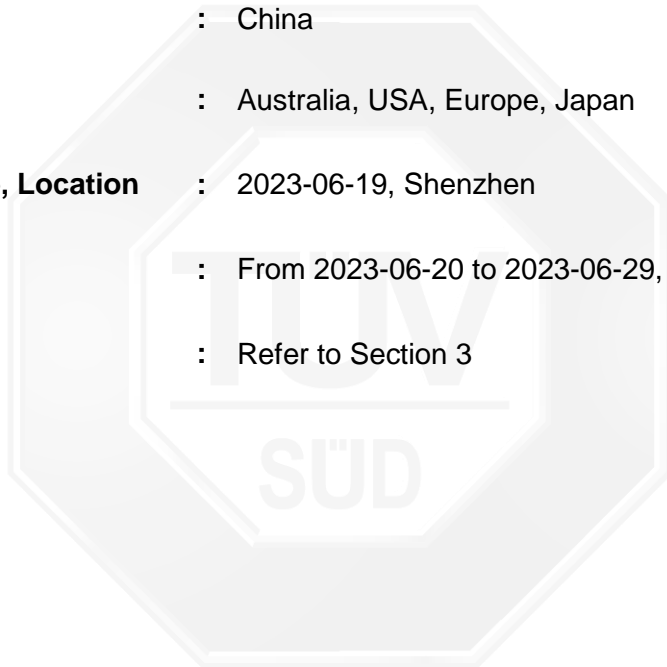 : China
: Australia, USA, Europe, Japan
, Location : 2023-06-19, Shenzhen
: From 2023-06-20 to 2023-06-29,
: Refer to Section 3
TÜV
SÜD